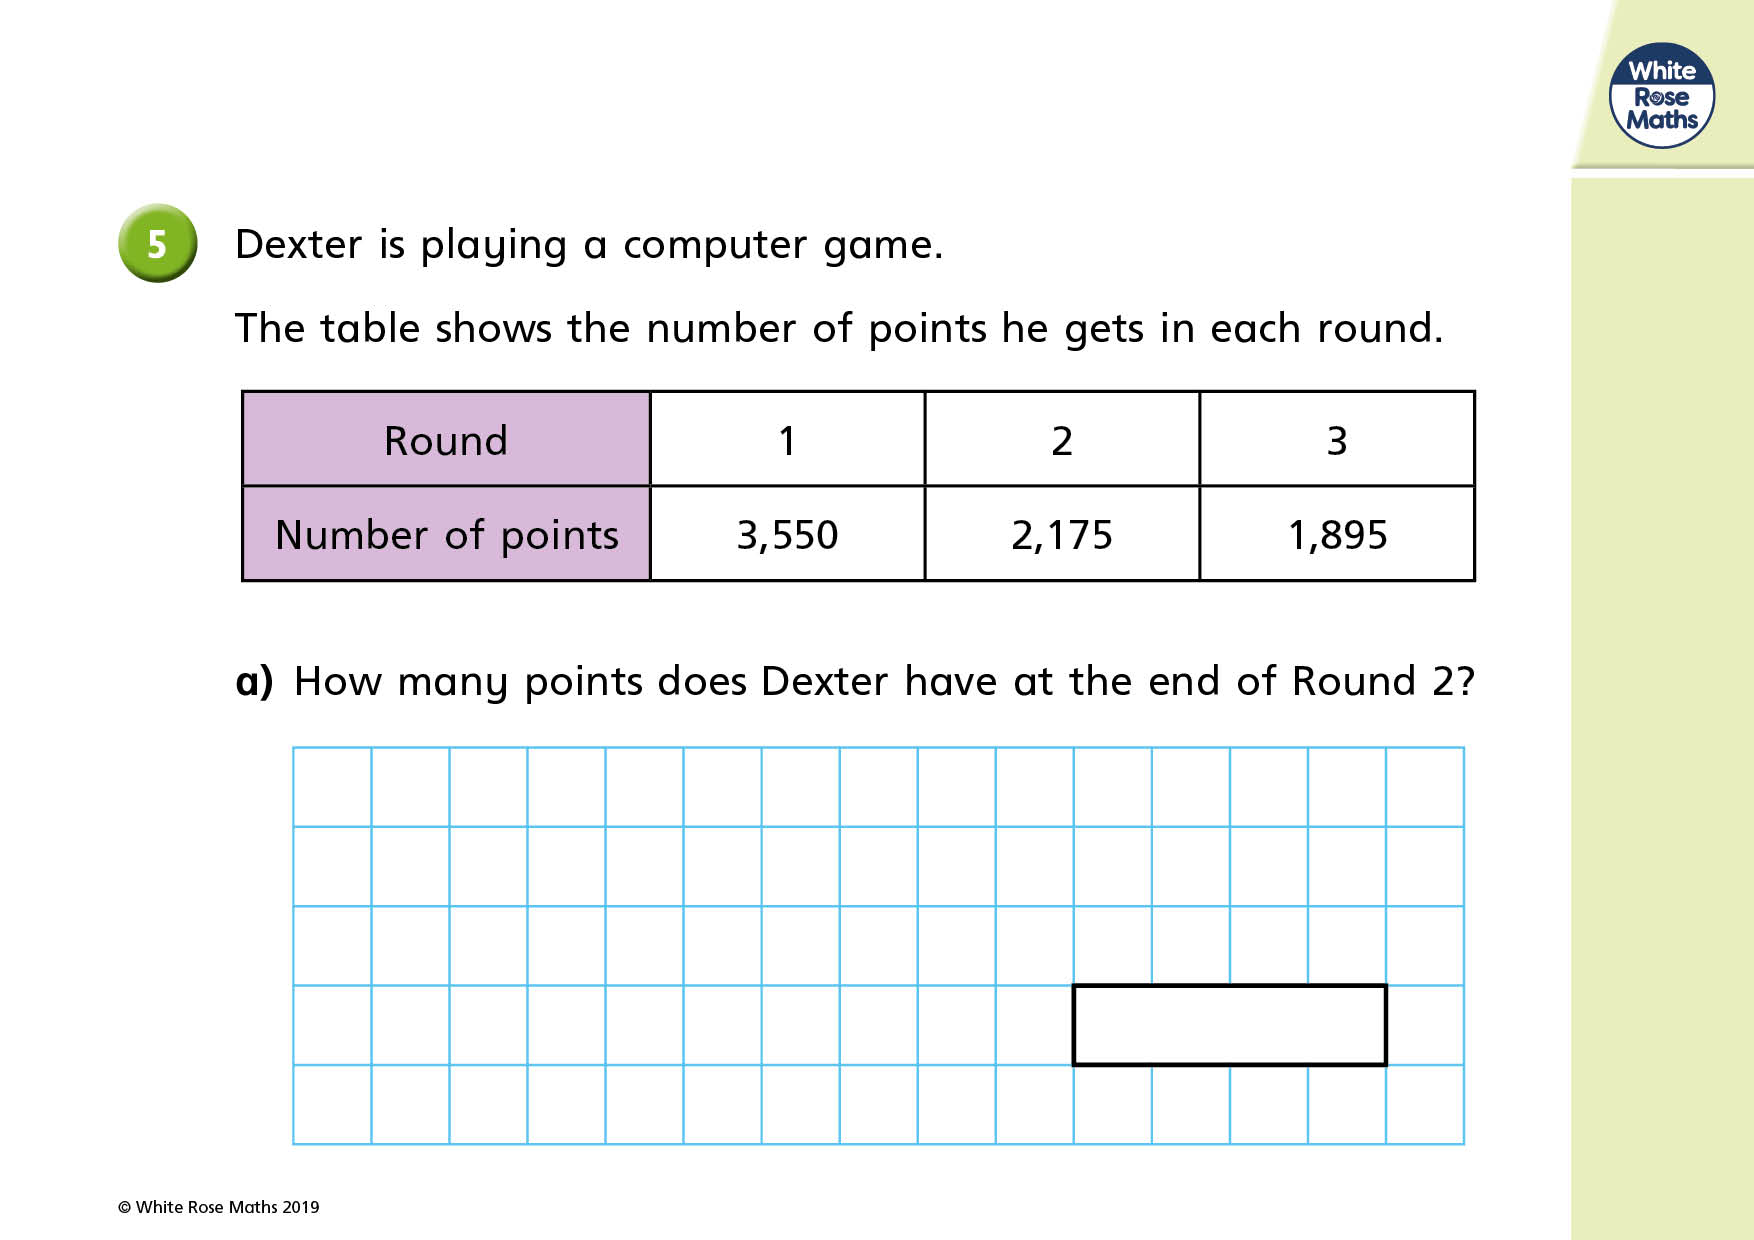 White
Rose
Maths
5 Dexter is playing a computer game.
The table shows the number of points he gets in each round.
Round 1 2 3
Number of points 3,550 2,175 1,895
a) How many points does Dexter have at the end of Round 2?
© White Rose Maths 2019